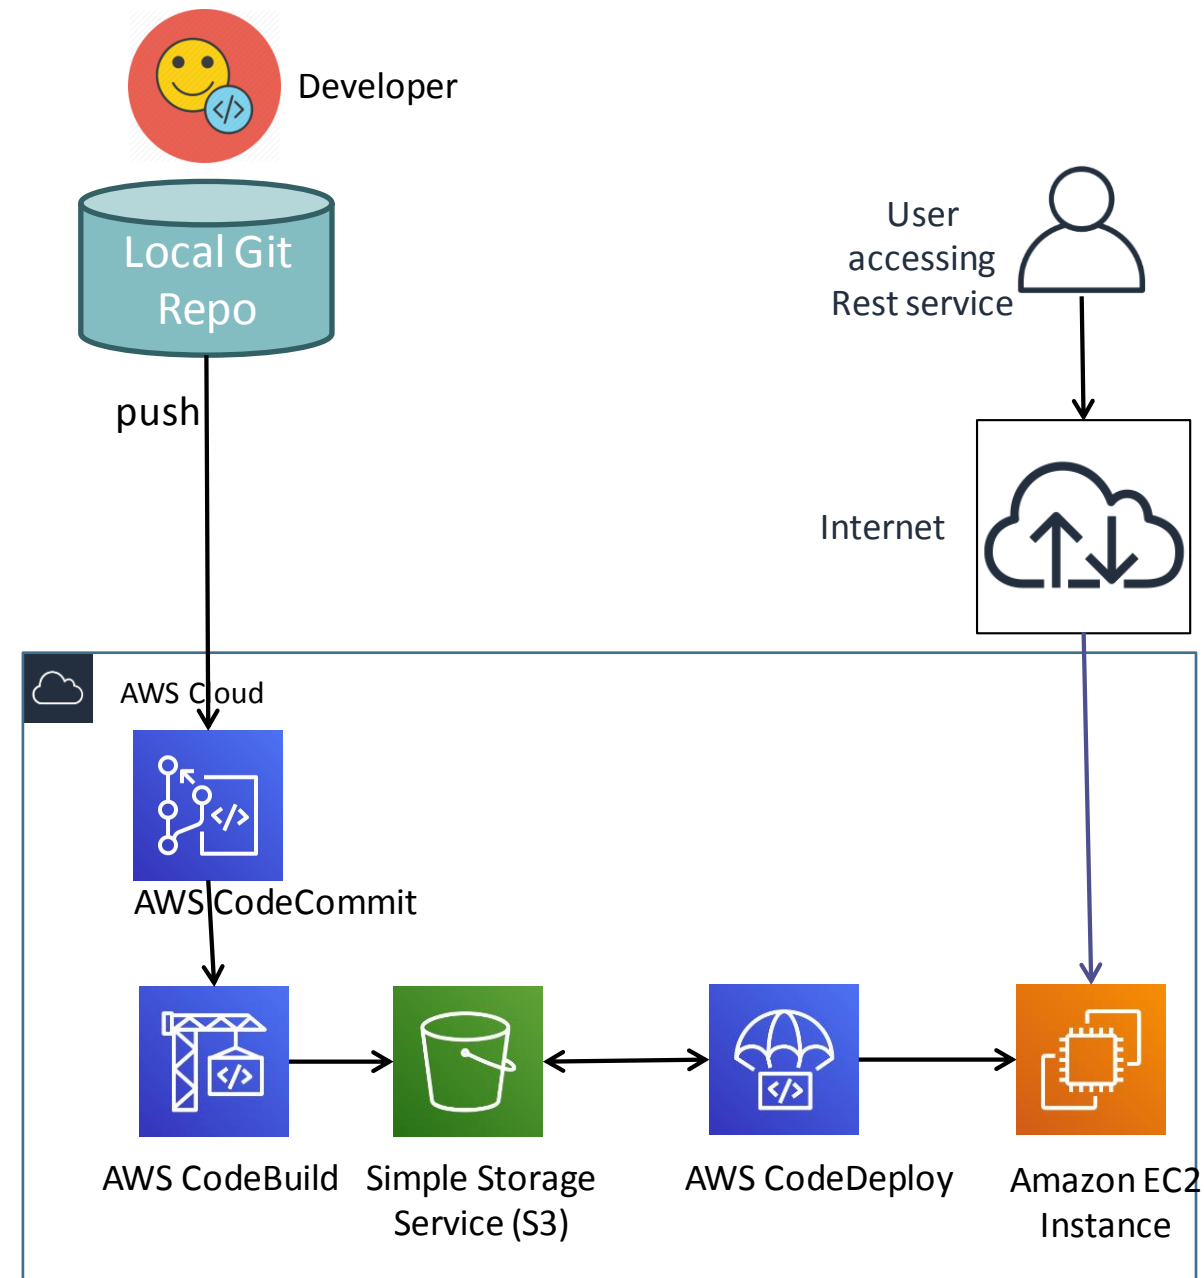 Developer
Local Git
Repo
push
User
accessing
Rest service
Internet
AWS Cloud
</>
</>
AWS CodeCommit
</>
</>
AWS CodeBuild
Simple Storage
Service (S3)
AWS CodeDeploy
Amazon EC2
Instance